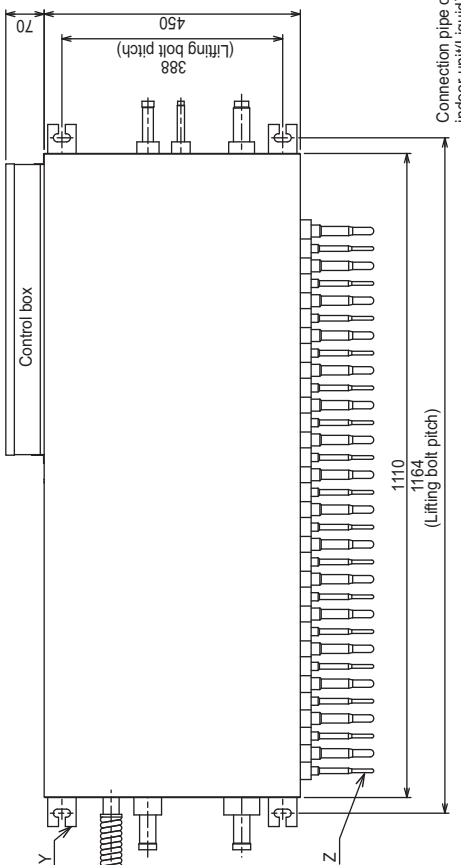 70
450
388
(Lifting bolt pitch)
Control box
Y
Z
1110
1164
(Lifting bolt pitch)
Connection pipe
indoor unit(Liquid)